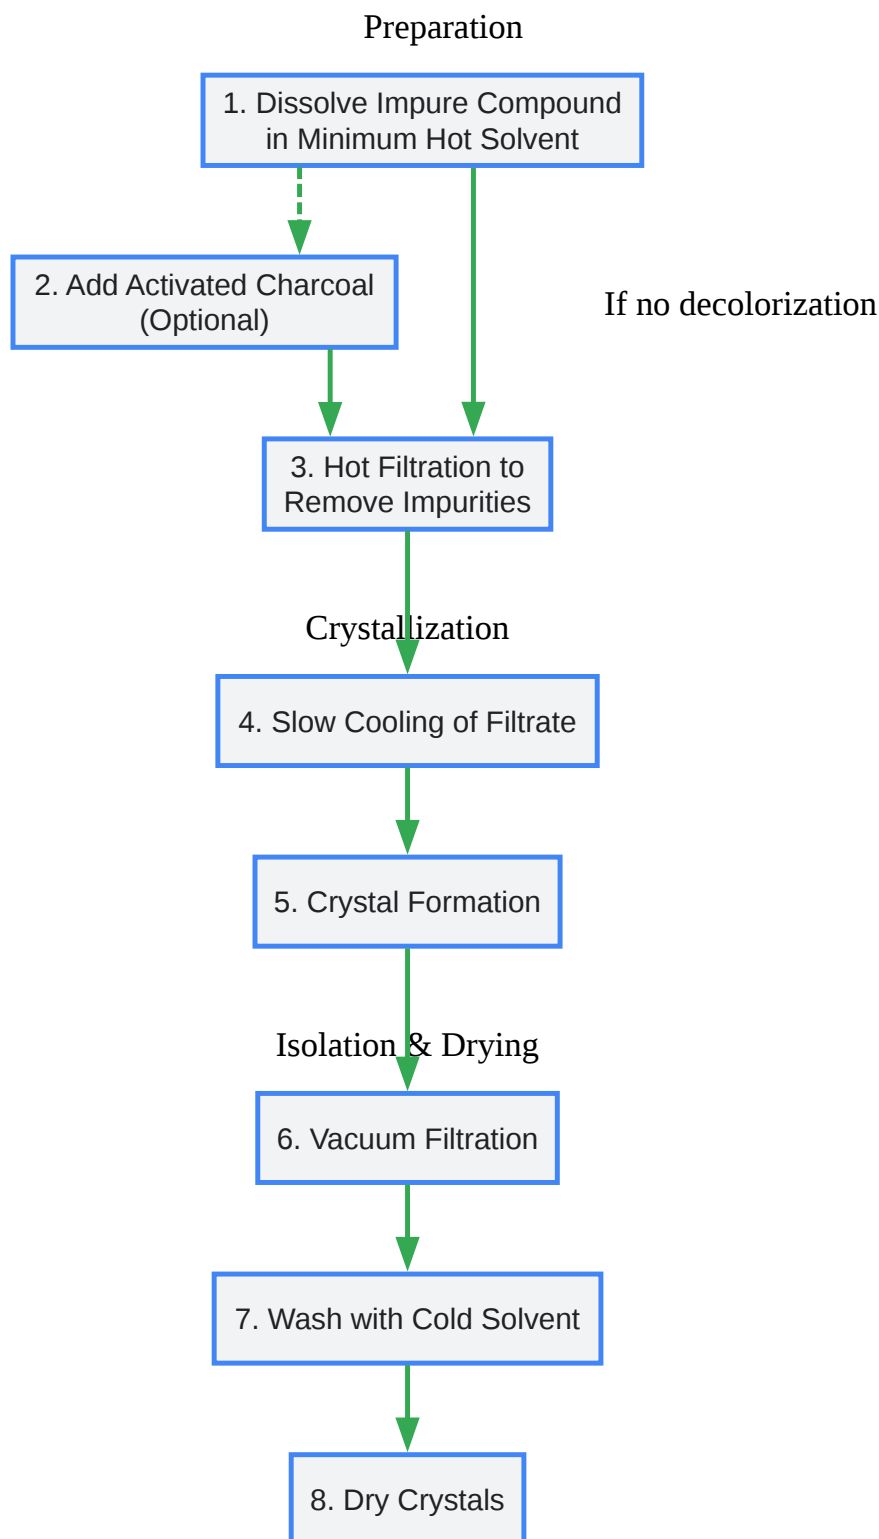 Preparation
1. Dissolve Impure Compound
in Minimum Hot Solvent
2. Add Activated Charcoal
(Optional)
If no decolorization
3. Hot Filtration to
Remove Impurities
Crystallization
4. Slow Cooling of Filtrate
5. Crystal Formation
Isolation & Drying
6. Vacuum Filtration
7. Wash with Cold Solvent
8. Dry Crystals